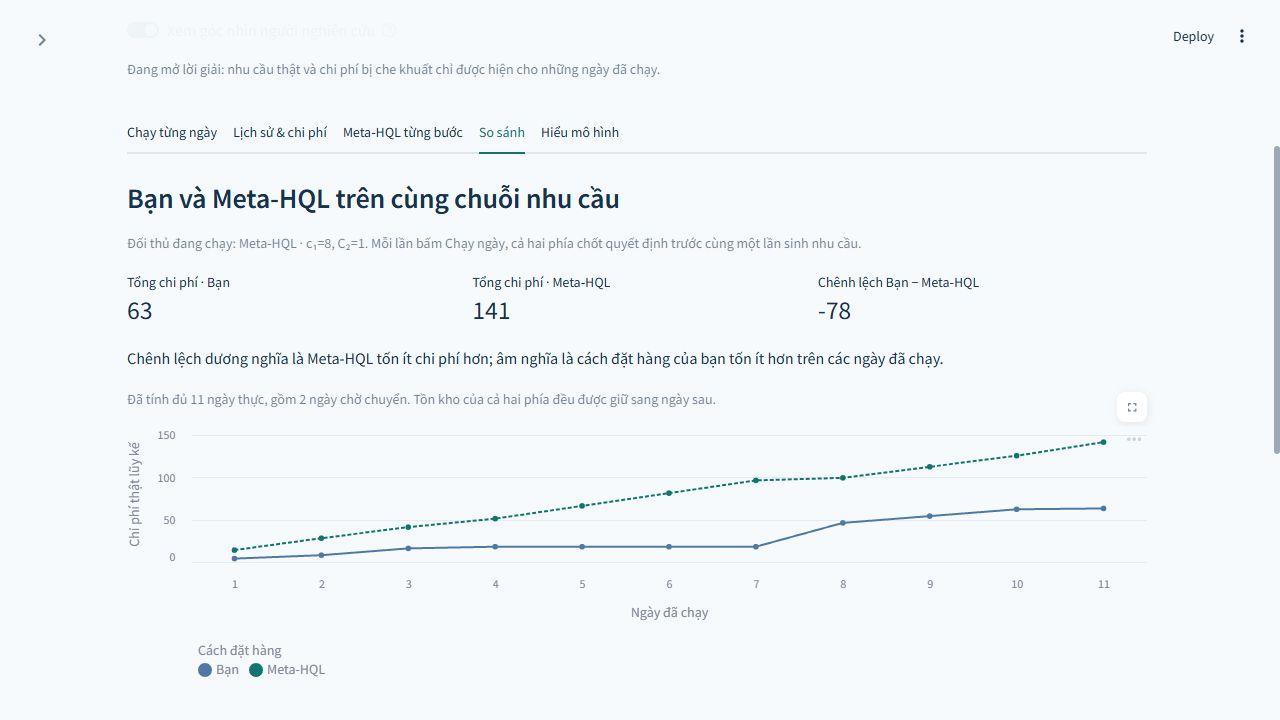 Xem góc nhìn người nghiên cứu
Deploy
Đang mở lời giải: nhu cầu thật và chi phí bị che khuất chỉ được hiện cho những ngày đã chạy.
Chạy từng ngày Lịch sử & chi phí Meta-HQL từng bước So sánh Hiểu mô hình
Bạn và Meta-HQL trên cùng chuỗi nhu cầu
Đối thủ đang chạy: Meta-HQL · c₁=8, C₂=1. Mỗi lần bấm Chạy ngày, cả hai phía chốt quyết định trước cùng một lần sinh nhu cầu.
Tổng chi phí · Bạn Tổng chi phí · Meta-HQL Chênh lệch Bạn − Meta-HQL
63 141 -78
Chênh lệch dương nghĩa là Meta-HQL tốn ít chi phí hơn; âm nghĩa là cách đặt hàng của bạn tốn ít hơn trên các ngày đã chạy.
Đã tính đủ 11 ngày thực, gồm 2 ngày chờ chuyển. Tồn kho của cả hai phía đều được giữ sang ngày sau.
Chi phí thật lũy kế
150
100
50
0
1 2 3 4 5 6 7 8 9 10 11
Ngày đã chạy
Cách đặt hàng
Bạn Meta-HQL